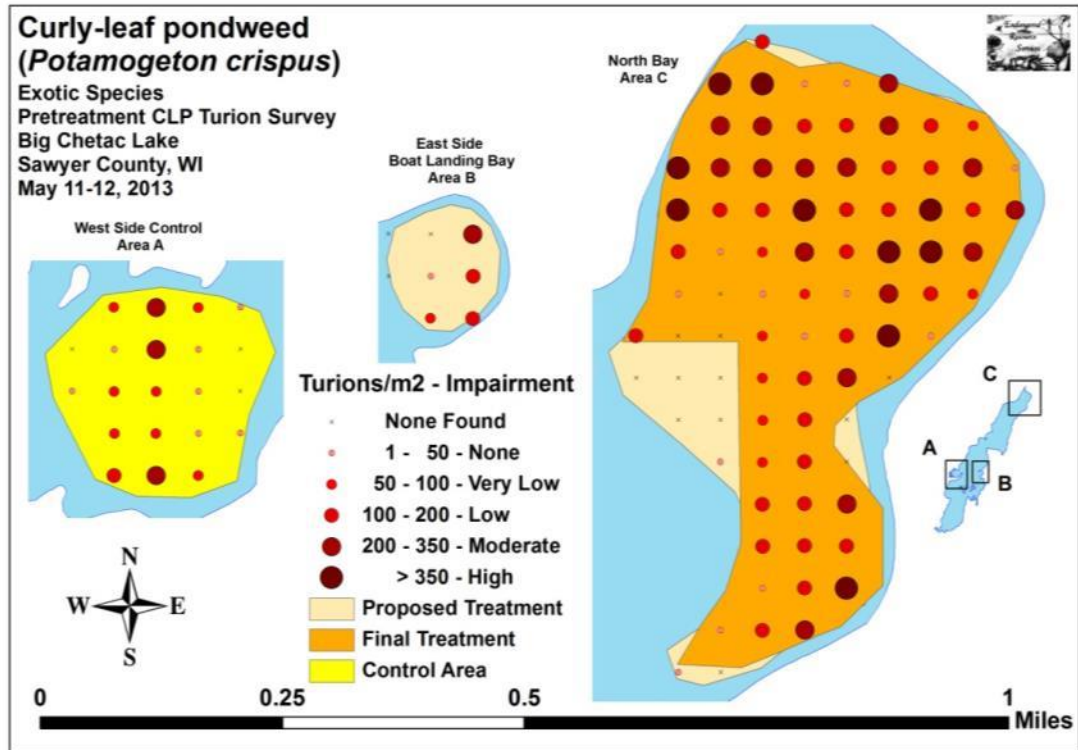 Curly-leaf pondweed
(Potamogeton crispus)
Exotic Species
Pretreatment CLP Turion Survey
Big Chetac Lake
Sawyer County, WI
May 11-12, 2013
West Side Control
Area A
East Side
Boat Landing Bay
Area B
North Bay
Area C
Endangered
Resource
Services
Turions/m2 - Impairment
None Found
1 - 50 - None
50 - 100 - Very Low
100 - 200 - Low
200 - 350 - Moderate
> 350 - High
Proposed Treatment
Final Treatment
Control Area
N
W E
S
C
A
B
0 0.25 0.5 1
Miles